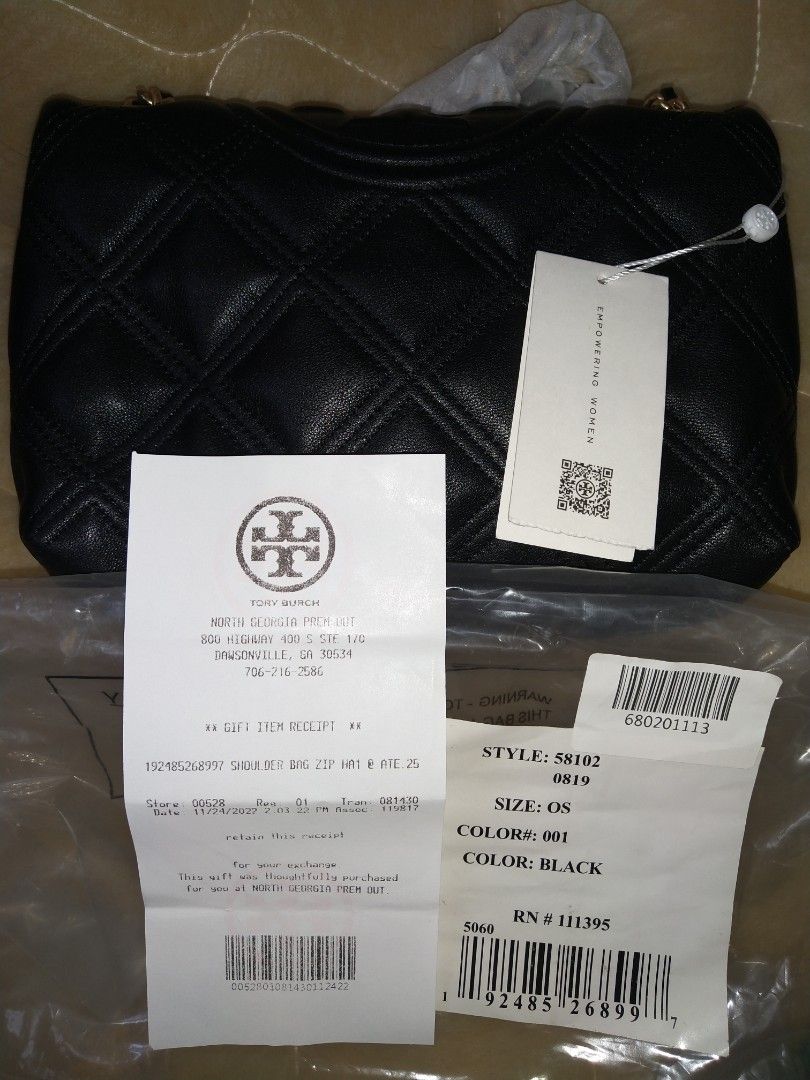 EMPOWERING WOMEN
TORY BURCH
NORTH GEORGIA PREM OUT
800 HIGHWAY 400 S STE 170
DAWSONVILLE, GA 30534
706-216-2586
** GIFT ITEM RECEIPT **
192485268997 SHOULDER BAG ZIP HA1 @ ATE.25
Store: 00528 Reg 01 Tran: 081430
Date: 11/24/2022 2:03:22 PM Assoc: 119817
retain this receipt
for your exchange.
This gift was thoughtfully purchased
for you at NORTH GEORGIA PREM OUT.
0052803081430112422
WARNING - TO
THIS BAG
680201113
STYLE: 58102
0819
SIZE: OS
COLOR#: 001
COLOR: BLACK
RN # 111395
5060
1 92485 26899 7